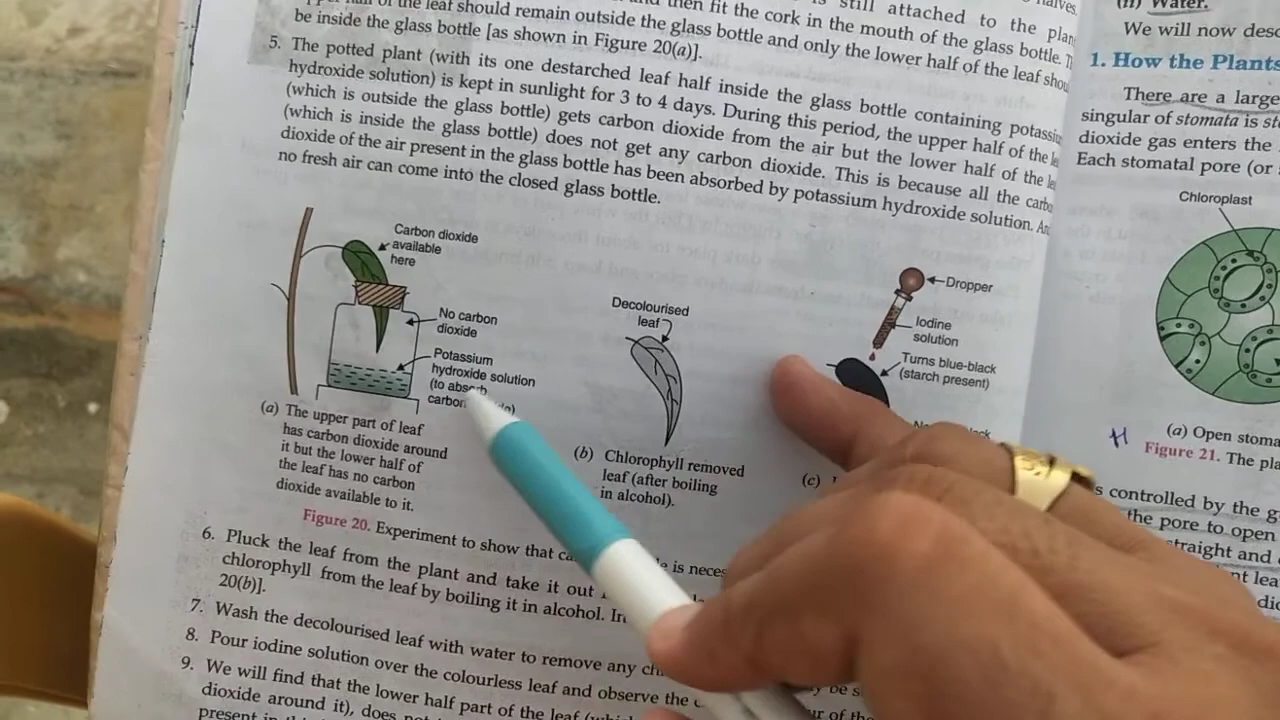 still attached to the
then fit the cork in the mouth of the glass bottle.
of the leaf should remain outside the glass bottle and only the lower half of the leaf
be inside the glass bottle [as shown in Figure 20(a)].
5. The potted plant (with its one destarched leaf half inside the glass bottle containing
hydroxide solution) is kept in sunlight for 3 to 4 days. During this period, the upper half of the
(which is outside the glass bottle) gets carbon dioxide from the air but the lower half of the
(which is inside the glass bottle) does not get any carbon dioxide. This is because all the
dioxide of the air present in the glass bottle has been absorbed by potassium hydroxide solution.
no fresh air can come into the closed glass bottle.
Carbon dioxide
available
here
No carbon
dioxide
Potassium
hydroxide solution
(to
(a) The upper part of leaf
has carbon dioxide around
it but the lower half of
the leaf has no carbon
dioxide available to it.
Decolourised
leaf
(b) Chlorophyll removed
leaf (after boiling
in alcohol).
Dropper
Iodine
solution
Turns blue-black
(starch present)
(c)
Figure 20. Experiment to show that
is
6. Pluck the leaf from the plant and take it out
chlorophyll from the leaf by boiling it in alcohol.
20(b)].
7. Wash the decolourised leaf with water to remove any
8. Pour iodine solution over the colourless leaf and observe the
9. We will find that the lower half part of the leaf
dioxide around it), does
present in
(ii) Water.
We will now
1. How the Plants
There are a large
singular of stomata is
dioxide gas enters the
Each stomatal pore (or
Chloroplast
(a) Open
Figure 21. The
controlled by the
the pore to open
straight and